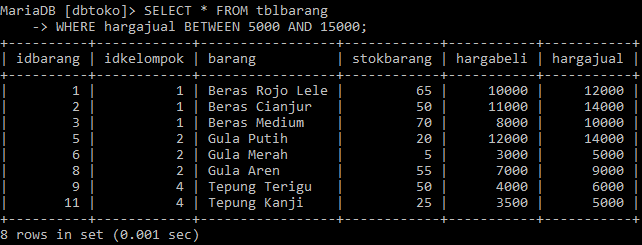 MariaDB [dbtoko]> SELECT * FROM tblbarang
    -> WHERE hargajual BETWEEN 5000 AND 15000;
+----------+------------+-----------------+------------+-----------+-----------+
| idbarang | idkelompok | barang          | stokbarang | hargabeli | hargajual |
+----------+------------+-----------------+------------+-----------+-----------+
|        1 |          1 | Beras Rojo Lele |         65 |     10000 |     12000 |
|        2 |          1 | Beras Cianjur   |         50 |     11000 |     14000 |
|        3 |          1 | Beras Medium    |         70 |      8000 |     10000 |
|        5 |          2 | Gula Putih      |         20 |     12000 |     14000 |
|        6 |          2 | Gula Merah      |          5 |      3000 |      5000 |
|        8 |          2 | Gula Aren       |         55 |      7000 |      9000 |
|        9 |          4 | Tepung Terigu   |         50 |      4000 |      6000 |
|       11 |          4 | Tepung Kanji    |         25 |      3500 |      5000 |
+----------+------------+-----------------+------------+-----------+-----------+
8 rows in set (0.001 sec)